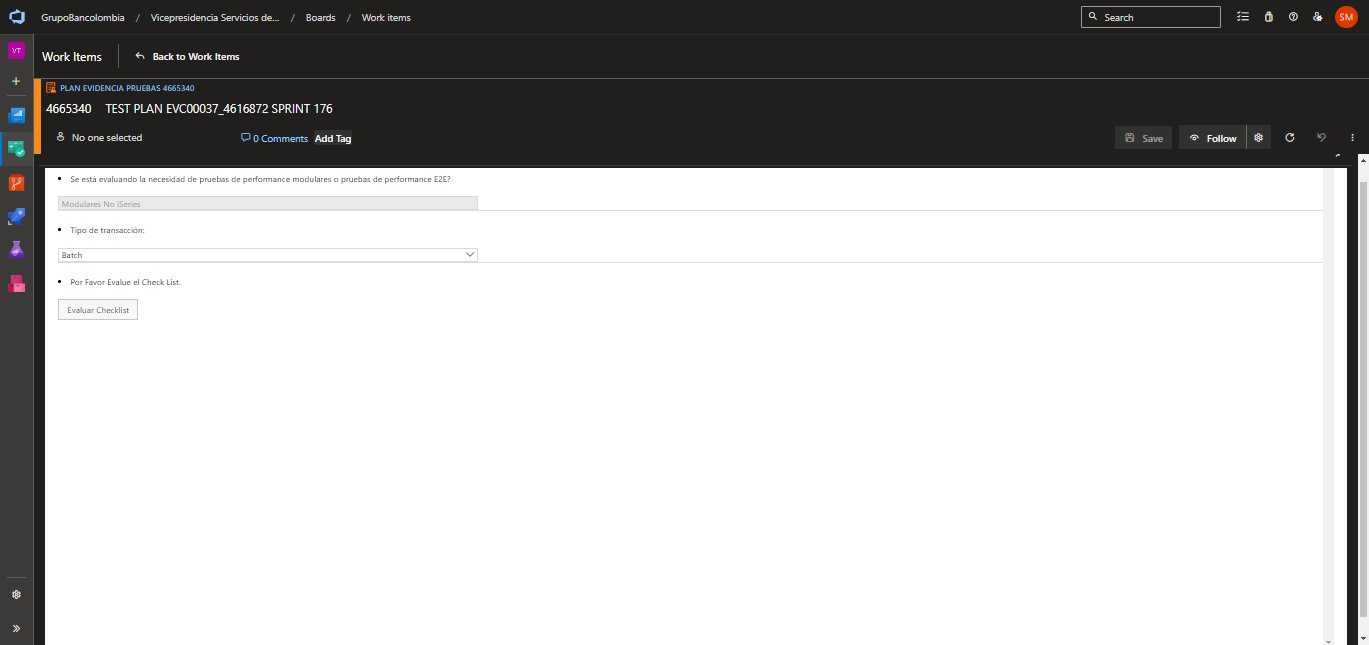 GrupoBancolombia / Vicepresidencia Servicios de... / Boards / Work items
Search
SM
VT
Work Items
Back to Work Items
PLAN EVIDENCIA PRUEBAS 4665340
4665340 TEST PLAN EVC00037_4616872 SPRINT 176
No one selected
0 Comments
Add Tag
Save
Follow
• Se está evaluando la necesidad de pruebas de performance modulares o pruebas de performance E2E?
Modulares No iSeries
• Tipo de transacción:
Batch
• Por Favor Evalue el Check List.
Evaluar Checklist